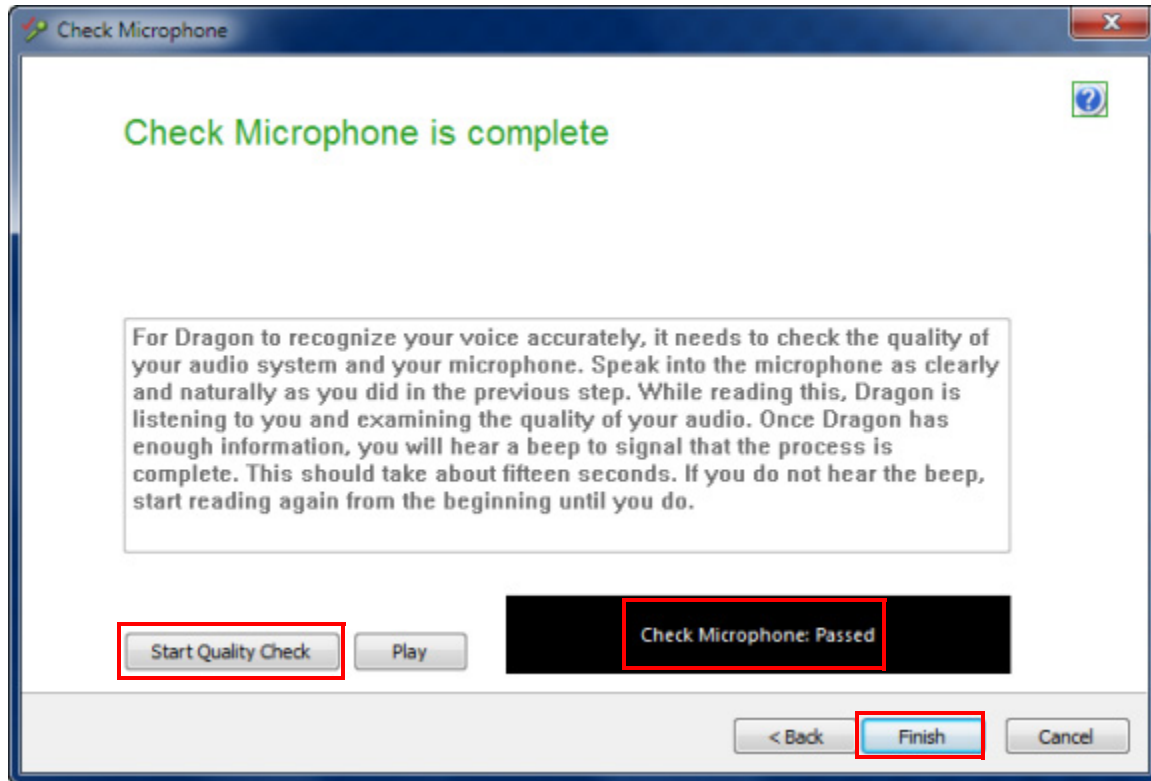 Check Microphone
Check Microphone is complete
For Dragon to recognize your voice accurately, it needs to check the quality of
your audio system and your microphone. Speak into the microphone as clearly
and naturally as you did in the previous step. While reading this, Dragon is
listening to you and examining the quality of your audio. Once Dragon has
enough information, you will hear a beep to signal that the process is
complete. This should take about fifteen seconds. If you do not hear the beep,
start reading again from the beginning until you do.
Start Quality Check
Play
Check Microphone: Passed
< Back
Finish
Cancel